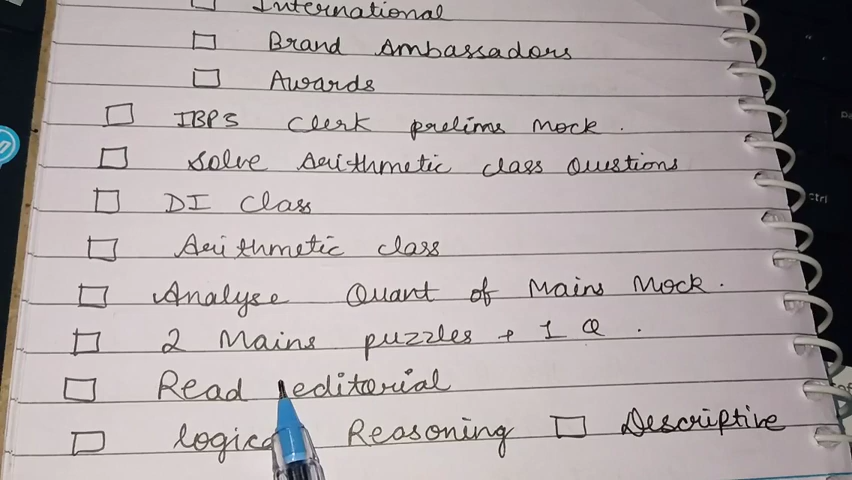 International
Brand Ambassadors
Awards
IBPS Clerk prelims Mock.
Solve Arithmetic class Questions
DI Class
Arithmetic class
Analyse Quant of Mains Mock.
2 Mains puzzles + 1 Q.
Read editorial
Logical Reasoning Descriptive